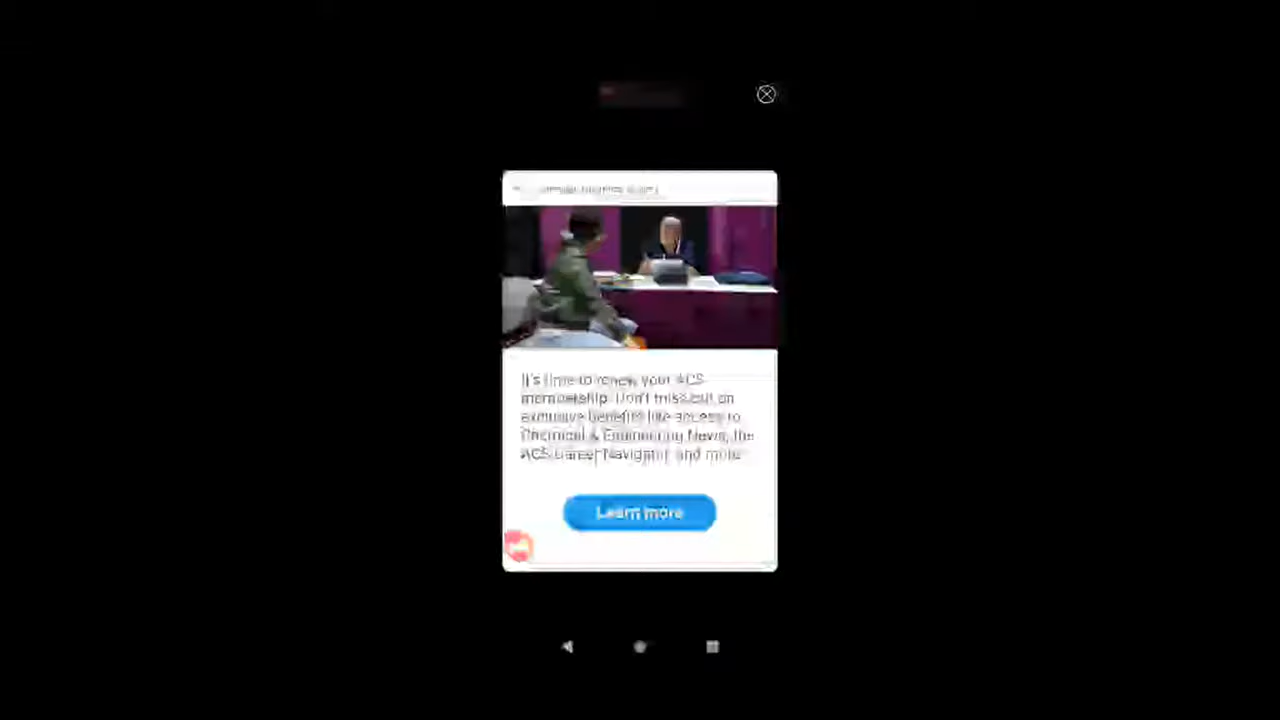 It's time to renew your ACS
membership. Don't miss out on
exclusive benefits like access to
Chemical & Engineering News, the
ACS Career Navigator and more
Learn more